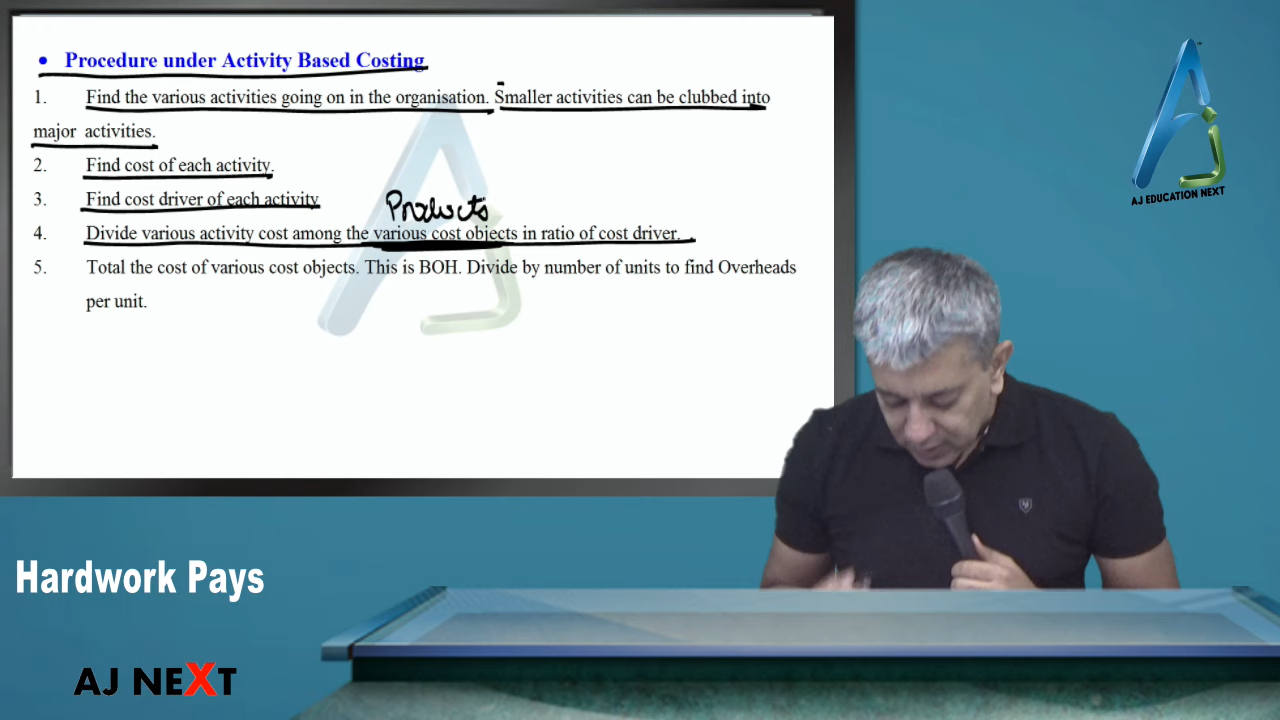 • Procedure under Activity Based Costing
1. Find the various activities going on in the organisation. Smaller activities can be clubbed into
major activities.
2. Find cost of each activity.
3. Find cost driver of each activity
Products
4. Divide various activity cost among the various cost objects in ratio of cost driver.
5. Total the cost of various cost objects. This is BOH. Divide by number of units to find Overheads
per unit.
AJ EDUCATION NEXT
Hardwork Pays
AJ NEXT